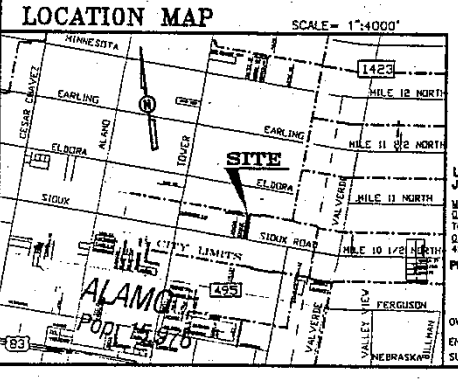 LOCATION MAP
SCALE= 1":4000'
MINNESOTA
1423
MILE 12 NORTH
CESAR CHAVEZ
EARLING
ALAMO
TOWER
EARLING
MILE 11 1/2 NORTH
ELDORA
SITE
ELDORA
VALVERDE
MILE 11 NORTH
SIOUX
SIOUX ROAD
MILE 10 1/2 NORTH
CITY LIMITS
ALAMO
Pop. 15,976
495
VALVERDE
VALLEY VIEW
FERGUSON
BILLMAN
NEBRASKA
83
N